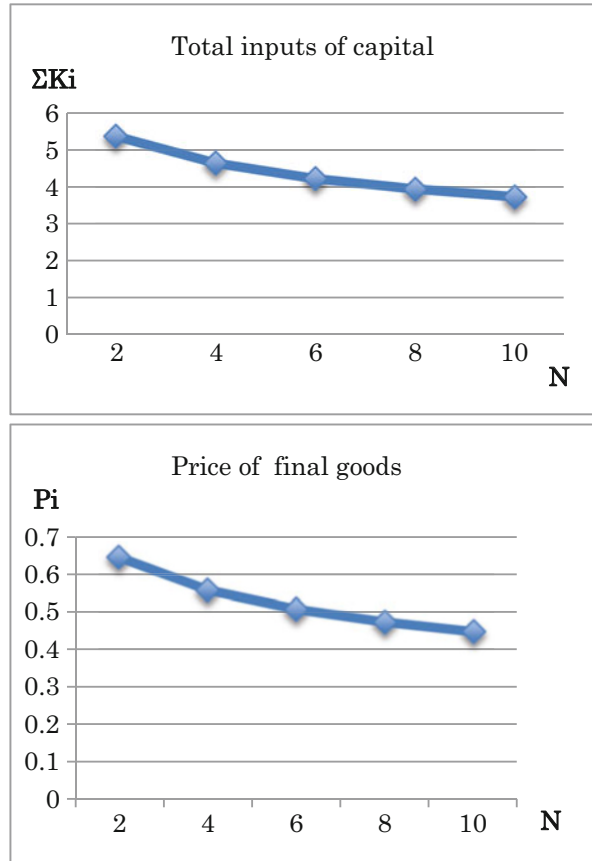 Total inputs of capital
ΣKi
6
5
4
3
2
1
0
2 4 6 8 10
N
Price of final goods
Pi
0.7
0.6
0.5
0.4
0.3
0.2
0.1
0
2 4 6 8 10 N